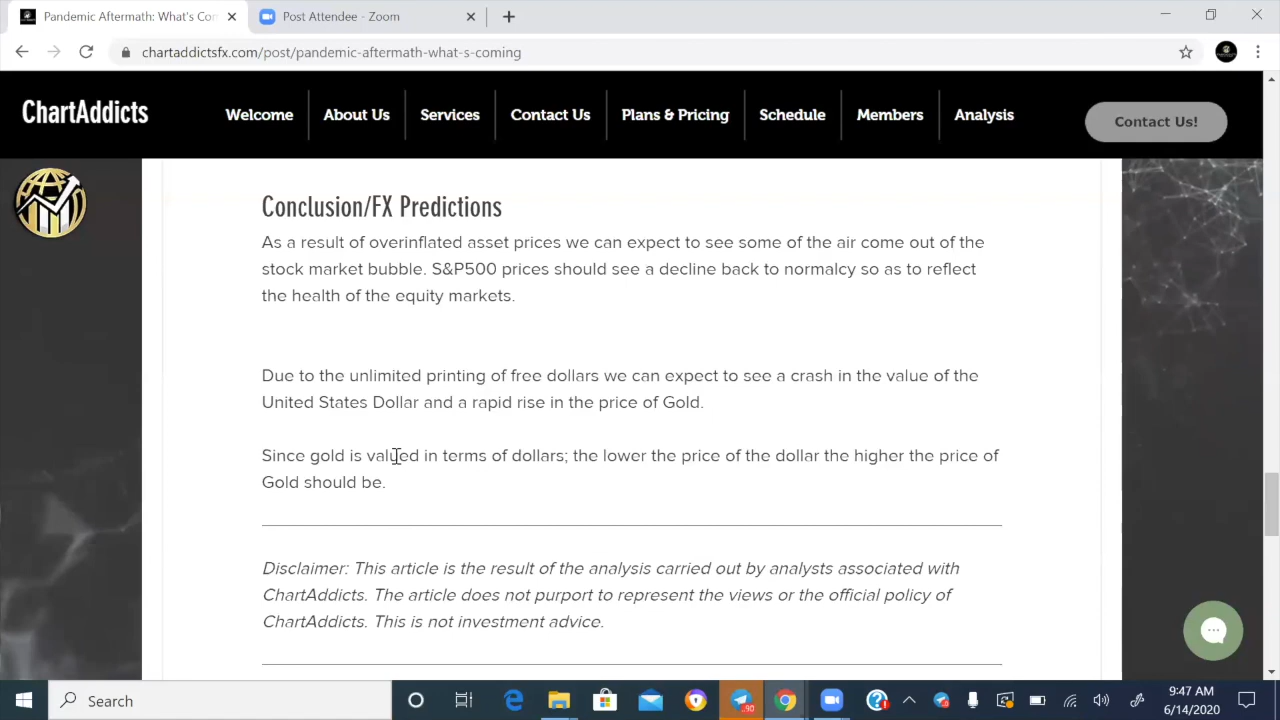 Pandemic Aftermath: What's Con
Post Attendee - Zoom
chartaddictsfx.com/post/pandemic-aftermath-what-s-coming
ChartAddicts
Welcome
About Us
Services
Contact Us
Plans & Pricing
Schedule
Members
Analysis
Contact Us!
Conclusion/FX Predictions
As a result of overinflated asset prices we can expect to see some of the air come out of the
stock market bubble. S&P500 prices should see a decline back to normalcy so as to reflect
the health of the equity markets.
Due to the unlimited printing of free dollars we can expect to see a crash in the value of the
United States Dollar and a rapid rise in the price of Gold.
Since gold is valued in terms of dollars; the lower the price of the dollar the higher the price of
Gold should be.
Disclaimer: This article is the result of the analysis carried out by analysts associated with
ChartAddicts. The article does not purport to represent the views or the official policy of
ChartAddicts. This is not investment advice.
Search
.90
9:47 AM
6/14/2020